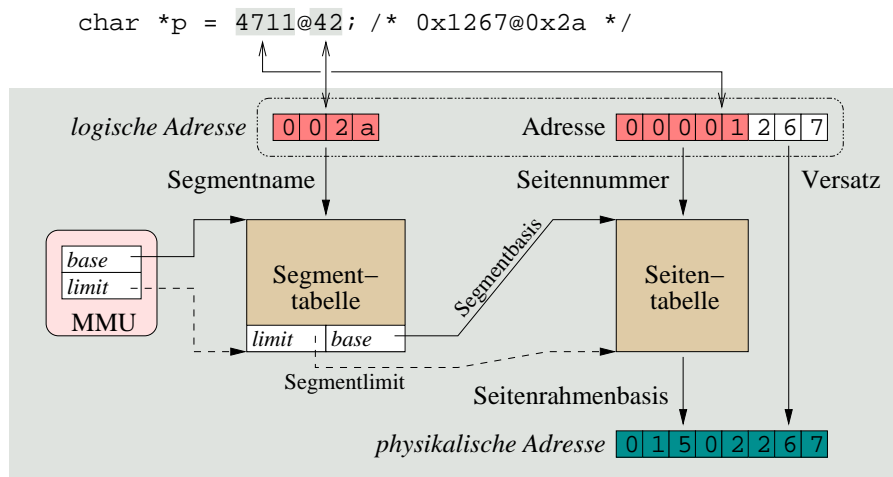 char *p = 4711@42; /* 0x1267@0x2a */
logische Adresse 0 0 2 a Adresse 0 0 0 0 1 2 6 7
Segmentname Seitennummer Versatz
base
limit
MMU
Segment–
tabelle
limit base
Segmentbasis
Seiten–
tabelle
Segmentlimit
Seitenrahmenbasis
physikalische Adresse 0 1 5 0 2 2 6 7